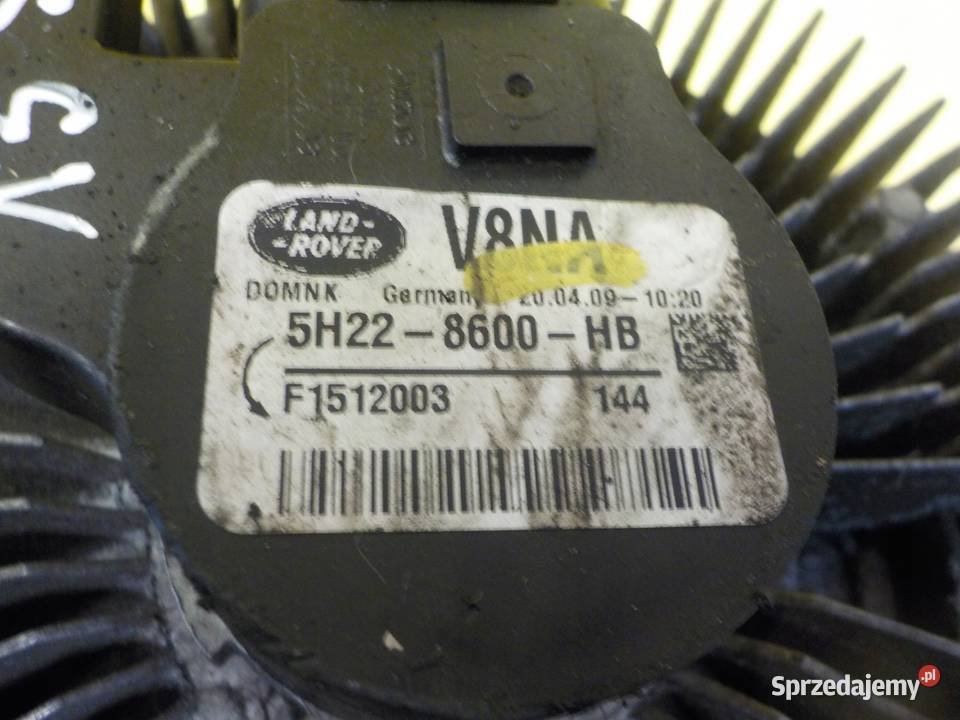 LAND-
-ROVER
V8NA
DOMNK Germany 20.04.09-10:20
5H22-8600-HB
F1512003 144
Sprzedajemy.pl